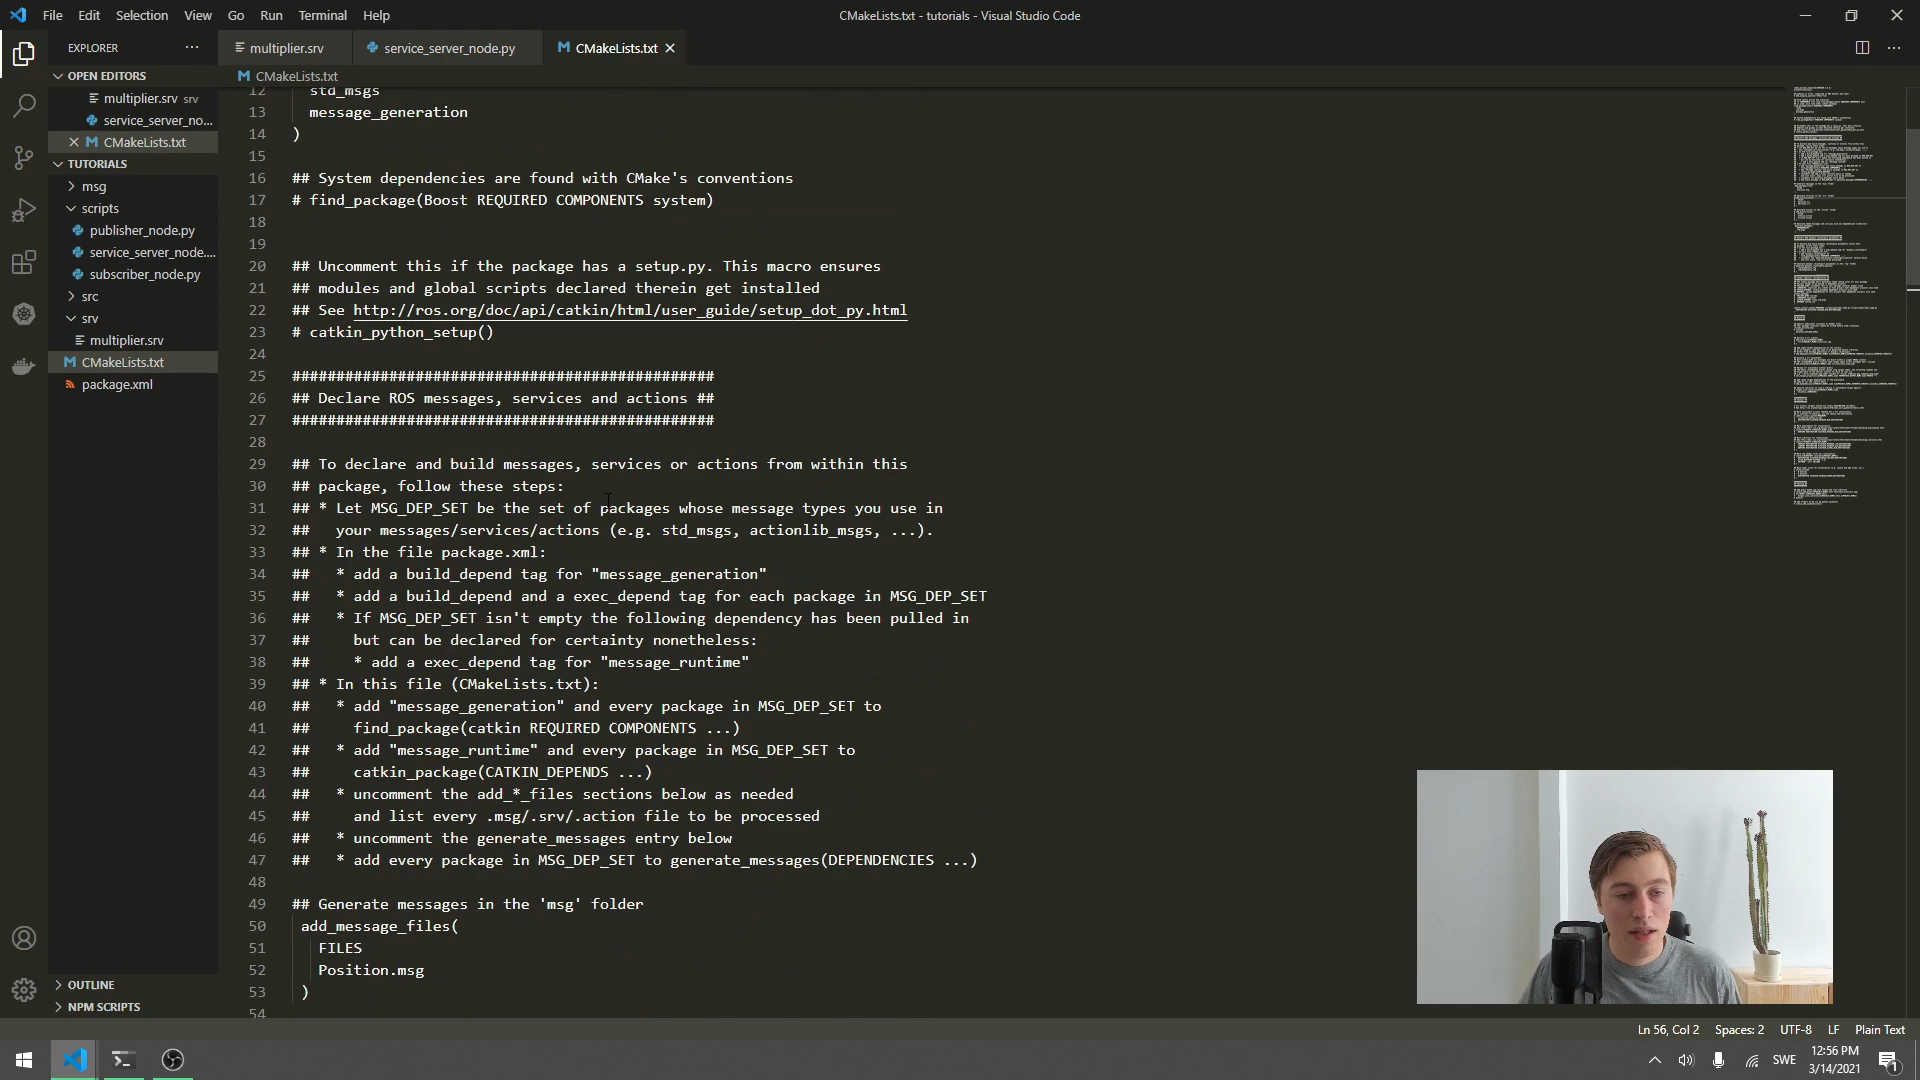 File Edit Selection View Go Run Terminal Help
CMakeLists.txt - tutorials - Visual Studio Code
EXPLORER
OPEN EDITORS
multiplier.srv srv
service_server_no...
CMakeLists.txt
TUTORIALS
msg
scripts
publisher_node.py
service_server_node....
subscriber_node.py
src
srv
multiplier.srv
CMakeLists.txt
package.xml
OUTLINE
NPM SCRIPTS
multiplier.srv service_server_node.py CMakeLists.txt
CMakeLists.txt
12 std_msgs
13 message_generation
14 )
15
16 ## System dependencies are found with CMake's conventions
17 # find_package(Boost REQUIRED COMPONENTS system)
18
19
20 ## Uncomment this if the package has a setup.py. This macro ensures
21 ## modules and global scripts declared therein get installed
22 ## See http://ros.org/doc/api/catkin/html/user_guide/setup_dot_py.html
23 # catkin_python_setup()
24
25 ################################################
26 ## Declare ROS messages, services and actions ##
27 ################################################
28
29 ## To declare and build messages, services or actions from within this
30 ## package, follow these steps:
31 ## * Let MSG_DEP_SET be the set of packages whose message types you use in
32 ##   your messages/services/actions (e.g. std_msgs, actionlib_msgs, ...).
33 ## * In the file package.xml:
34 ##   * add a build_depend tag for "message_generation"
35 ##   * add a build_depend and a exec_depend tag for each package in MSG_DEP_SET
36 ##   * If MSG_DEP_SET isn't empty the following dependency has been pulled in
37 ##     but can be declared for certainty nonetheless:
38 ##     * add a exec_depend tag for "message_runtime"
39 ## * In this file (CMakeLists.txt):
40 ##   * add "message_generation" and every package in MSG_DEP_SET to
41 ##     find_package(catkin REQUIRED COMPONENTS ...)
42 ##   * add "message_runtime" and every package in MSG_DEP_SET to
43 ##     catkin_package(CATKIN_DEPENDS ...)
44 ##   * uncomment the add_*_files sections below as needed
45 ##     and list every .msg/.srv/.action file to be processed
46 ##   * uncomment the generate_messages entry below
47 ##   * add every package in MSG_DEP_SET to generate_messages(DEPENDENCIES ...)
48
49 ## Generate messages in the 'msg' folder
50 add_message_files(
51   FILES
52   Position.msg
53 )
54
Ln 56, Col 2 Spaces: 2 UTF-8 LF Plain Text
SWE 12:56 PM
3/14/2021
1